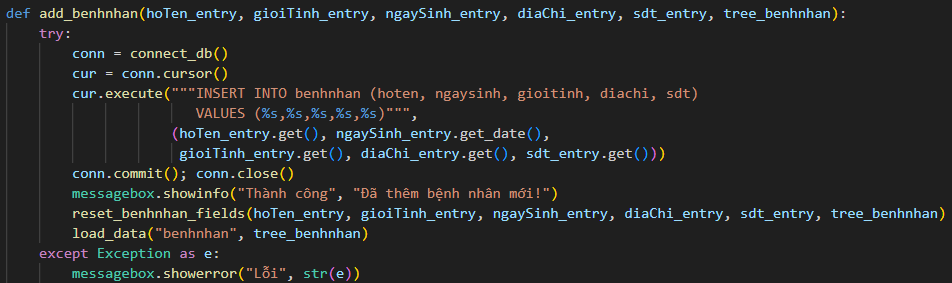 def add_benhnhan(hoTen_entry, gioiTinh_entry, ngaySinh_entry, diaChi_entry, sdt_entry, tree_benhnhan):
    try:
        conn = connect_db()
        cur = conn.cursor()
        cur.execute("""INSERT INTO benhnhan (hoten, ngaysinh, gioitinh, diachi, sdt)
                       VALUES (%s,%s,%s,%s,%s)""",
                    (hoTen_entry.get(), ngaySinh_entry.get_date(),
                     gioiTinh_entry.get(), diaChi_entry.get(), sdt_entry.get()))
        conn.commit(); conn.close()
        messagebox.showinfo("Thành công", "Đã thêm bệnh nhân mới!")
        reset_benhnhan_fields(hoTen_entry, gioiTinh_entry, ngaySinh_entry, diaChi_entry, sdt_entry, tree_benhnhan)
        load_data("benhnhan", tree_benhnhan)
    except Exception as e:
        messagebox.showerror("Lỗi", str(e))